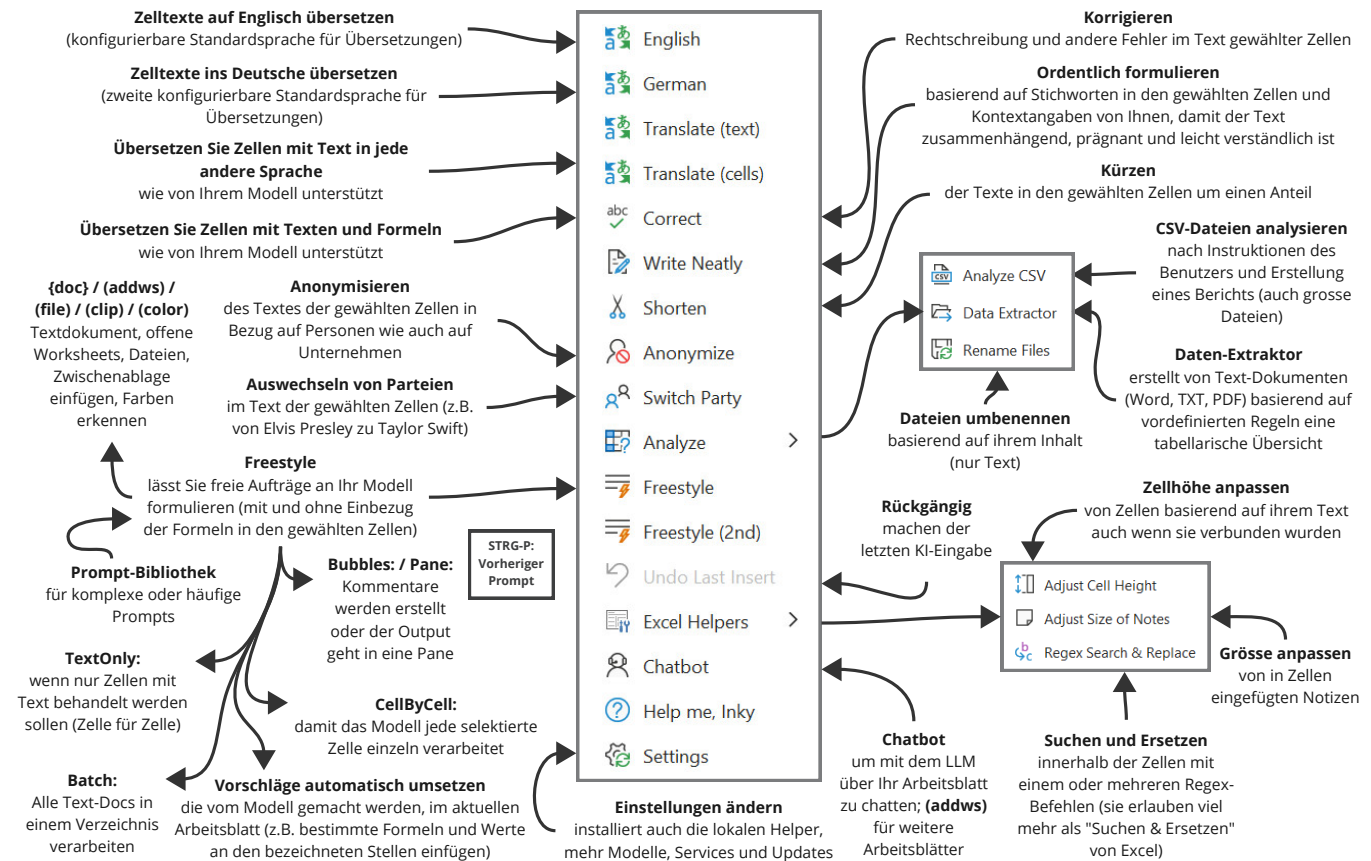 Zelltexte auf Englisch übersetzen
(konfigurierbare Standardsprache für Übersetzungen)
Zelltexte ins Deutsche übersetzen
(zweite konfigurierbare Standardsprache für
Übersetzungen)
Übersetzen Sie Zellen mit Text in jede
andere Sprache
wie von Ihrem Modell unterstützt
Übersetzen Sie Zellen mit Texten und Formeln
wie von Ihrem Modell unterstützt
{doc} / (addws) /
(file) / (clip) / (color)
Textdokument, offene
Worksheets, Dateien,
Zwischenablage
einfügen, Farben
erkennen
Anonymisieren
des Textes der gewählten Zellen in
Bezug auf Personen wie auch auf
Unternehmen
Auswechseln von Parteien
im Text der gewählten Zellen (z.B.
von Elvis Presley zu Taylor Swift)
Freestyle
lässt Sie freie Aufträge an Ihr Modell
formulieren (mit und ohne Einbezug
der Formeln in den gewählten Zellen)
Prompt-Bibliothek
für komplexe oder häufige
Prompts
Bubbles: / Pane:
Kommentare
werden erstellt
oder der Output
geht in eine Pane
STRG-P:
Vorheriger
Prompt
TextOnly:
wenn nur Zellen mit
Text behandelt werden
sollen (Zelle für Zelle)
CellByCell:
damit das Modell jede selektierte
Zelle einzeln verarbeitet
Batch:
Alle Text-Docs in
einem Verzeichnis
verarbeiten
Vorschläge automatisch umsetzen
die vom Modell gemacht werden, im aktuellen
Arbeitsblatt (z.B. bestimmte Formeln und Werte
an den bezeichneten Stellen einfügen)
English
German
Translate (text)
Translate (cells)
abc
Correct
Write Neatly
Shorten
Anonymize
Switch Party
Analyze
Freestyle
Freestyle (2nd)
Undo Last Insert
Excel Helpers
Chatbot
Help me, Inky
Settings
Einstellungen ändern
installiert auch die lokalen Helper,
mehr Modelle, Services und Updates
Korrigieren
Rechtschreibung und andere Fehler im Text gewählter Zellen
Ordentlich formulieren
basierend auf Stichworten in den gewählten Zellen und
Kontextangaben von Ihnen, damit der Text
zusammenhängend, prägnant und leicht verständlich ist
Kürzen
der Texte in den gewählten Zellen um einen Anteil
CSV
Analyze CSV
Data Extractor
Rename Files
CSV-Dateien analysieren
nach Instruktionen des
Benutzers und Erstellung
eines Berichts (auch grosse
Dateien)
Daten-Extraktor
erstellt von Text-Dokumenten
(Word, TXT, PDF) basierend auf
vordefinierten Regeln eine
tabellarische Übersicht
Dateien umbenennen
basierend auf ihrem Inhalt
(nur Text)
Rückgängig
machen der
letzten KI-Eingabe
Zellhöhe anpassen
von Zellen basierend auf ihrem Text
auch wenn sie verbunden wurden
Adjust Cell Height
Adjust Size of Notes
Regex Search & Replace
Grösse anpassen
von in Zellen
eingefügten Notizen
Chatbot
um mit dem LLM
über Ihr Arbeitsblatt
zu chatten; (addws)
für weitere
Arbeitsblätter
Suchen und Ersetzen
innerhalb der Zellen mit
einem oder mehreren Regex-
Befehlen (sie erlauben viel
mehr als "Suchen & Ersetzen"
von Excel)